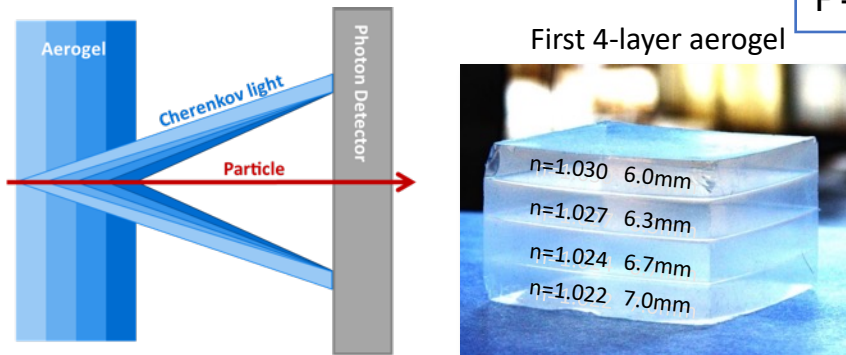 Aerogel
Cherenkov light
Particle
Photon Detector
First 4-layer aerogel
n=1.030 6.0mm
n=1.027 6.3mm
n=1.024 6.7mm
n=1.022 7.0mm